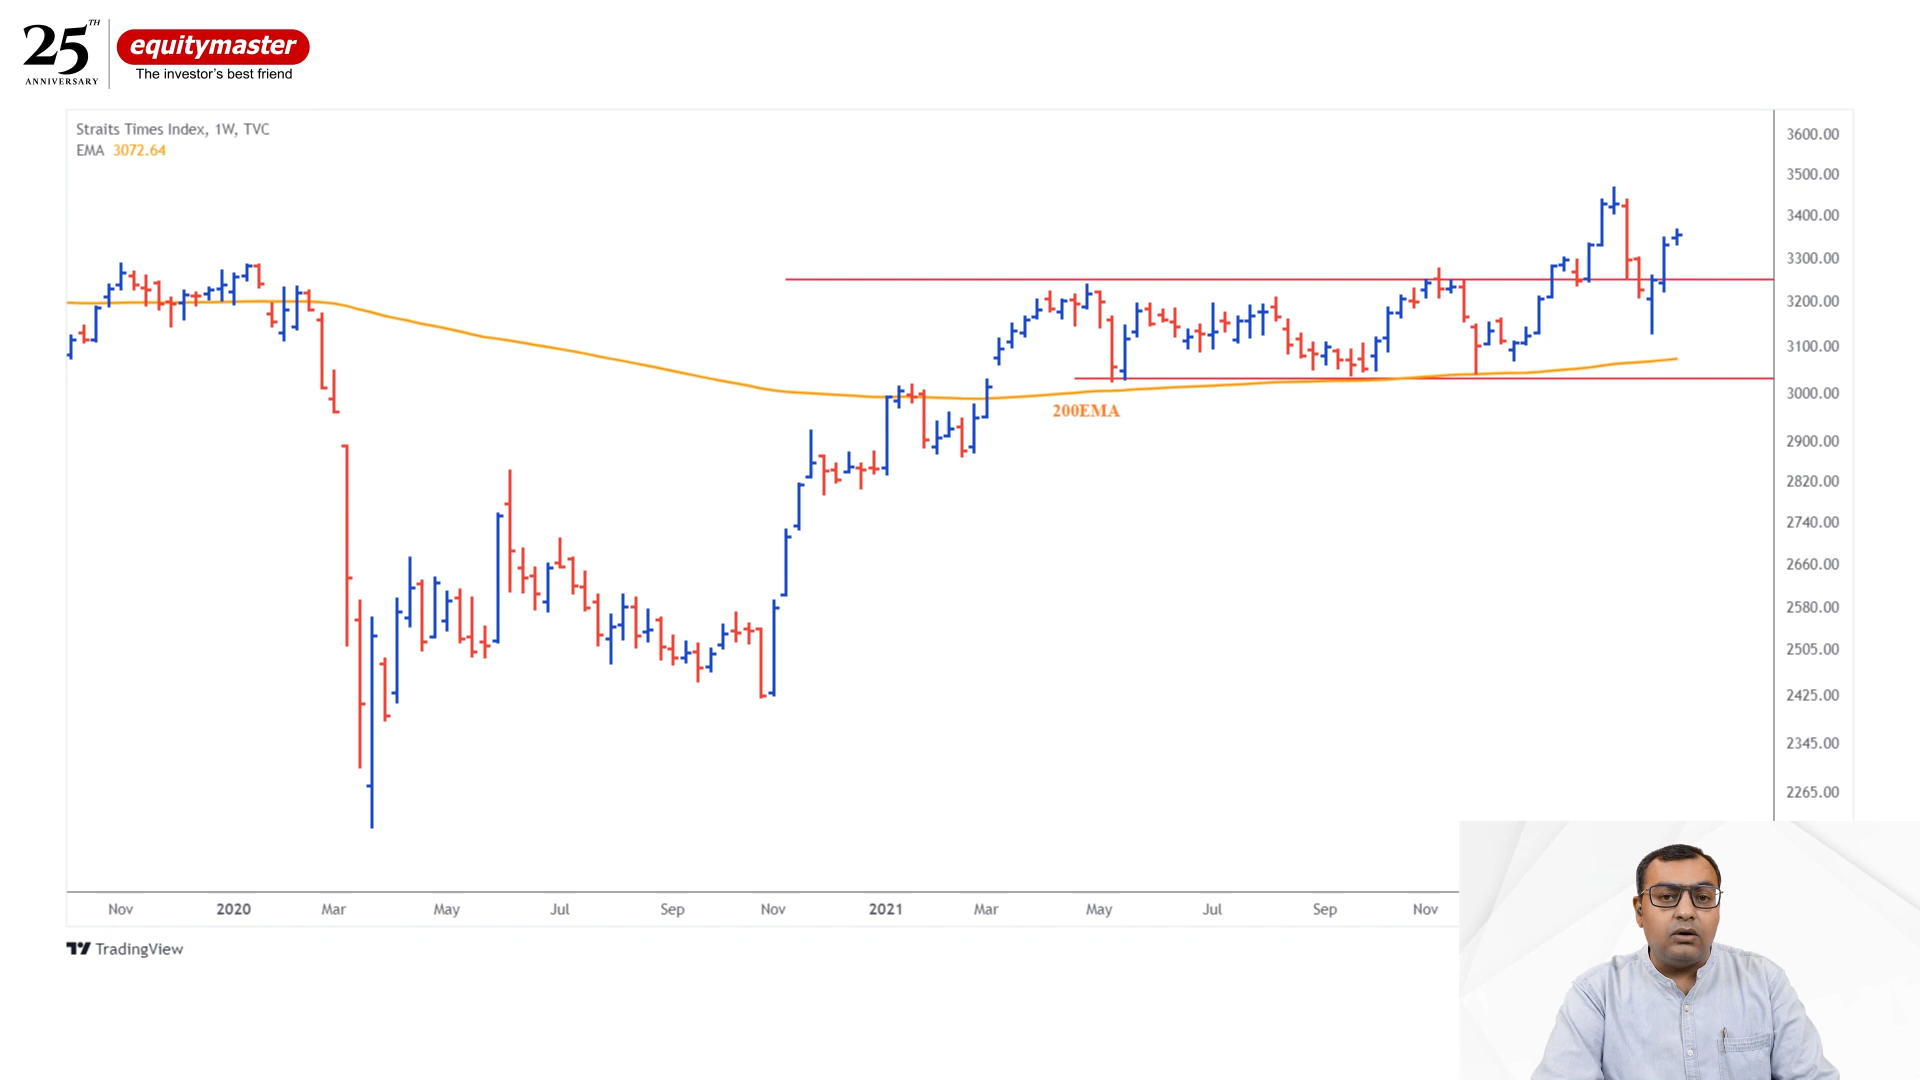 25TH
ANNIVERSARY
equitymaster
The investor's best friend
Straits Times Index, 1W, TVC
EMA 3072.64
3600.00
3500.00
3400.00
3300.00
3200.00
3100.00
3000.00
2900.00
2820.00
2740.00
2660.00
2580.00
2505.00
2425.00
2345.00
2265.00
200EMA
Nov 2020 Mar May Jul Sep Nov 2021 Mar May Jul Sep Nov
TradingView